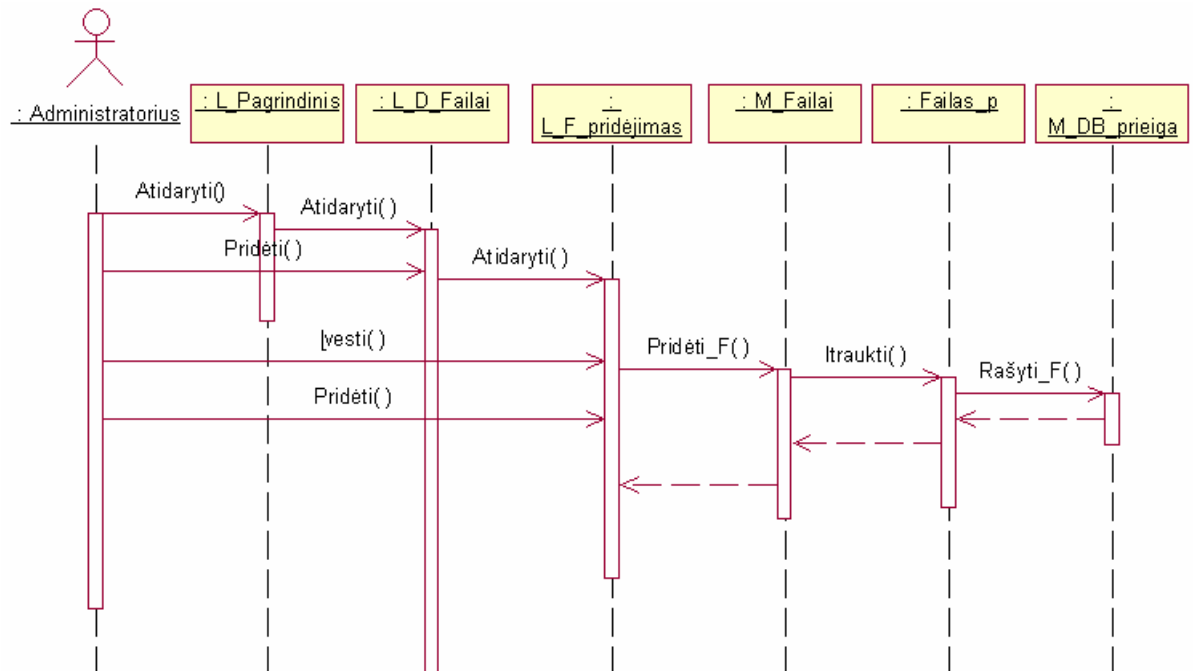 : Administratorius
: L_Pagrindinis
: L_D_Failai
:
L_F_pridėjimas
: M_Failai
: Failas_p
:
M_DB_prieiga
Atidaryti()
Atidaryti( )
Pridėti( )
Atidaryti( )
Įvesti( )
Pridėti_F( )
Itraukti( )
Rašyti_F( )
Pridėti( )